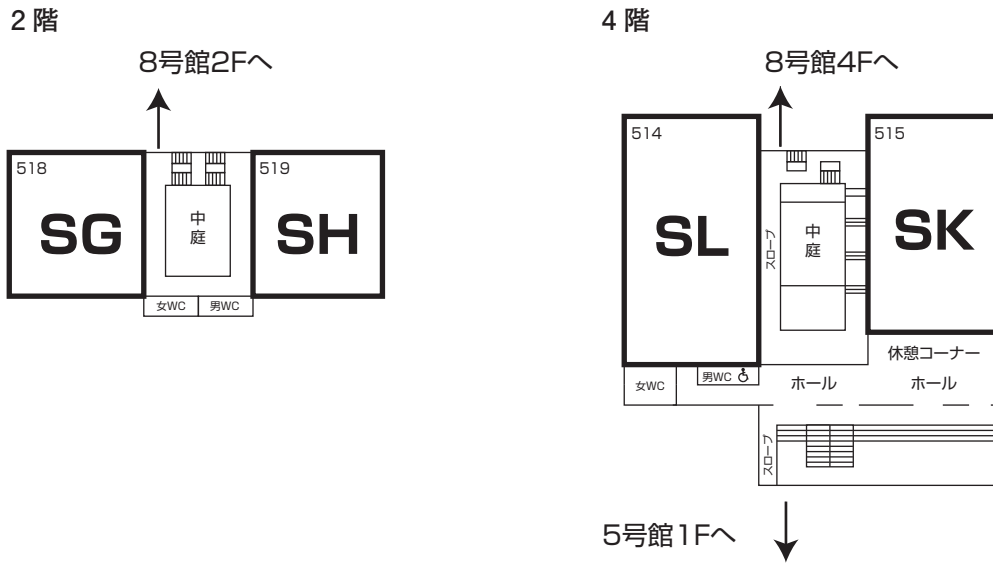 2階
8号館2Fへ
518
SG
中庭
519
SH
女WC
男WC
4階
8号館4Fへ
514
SL
スロープ
中庭
515
SK
休憩コーナー
女WC
男WC
ホール
ホール
スロープ
5号館1Fへ